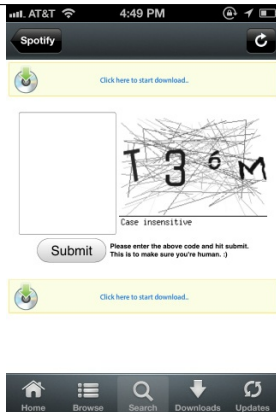 AT&T 4:49 PM
Spotify
Click here to start download..
T36M
Case insensitive
Submit
Please enter the above code and hit submit.
This is to make sure you're human. :)
Click here to start download..
Home Browse Search Downloads Updates